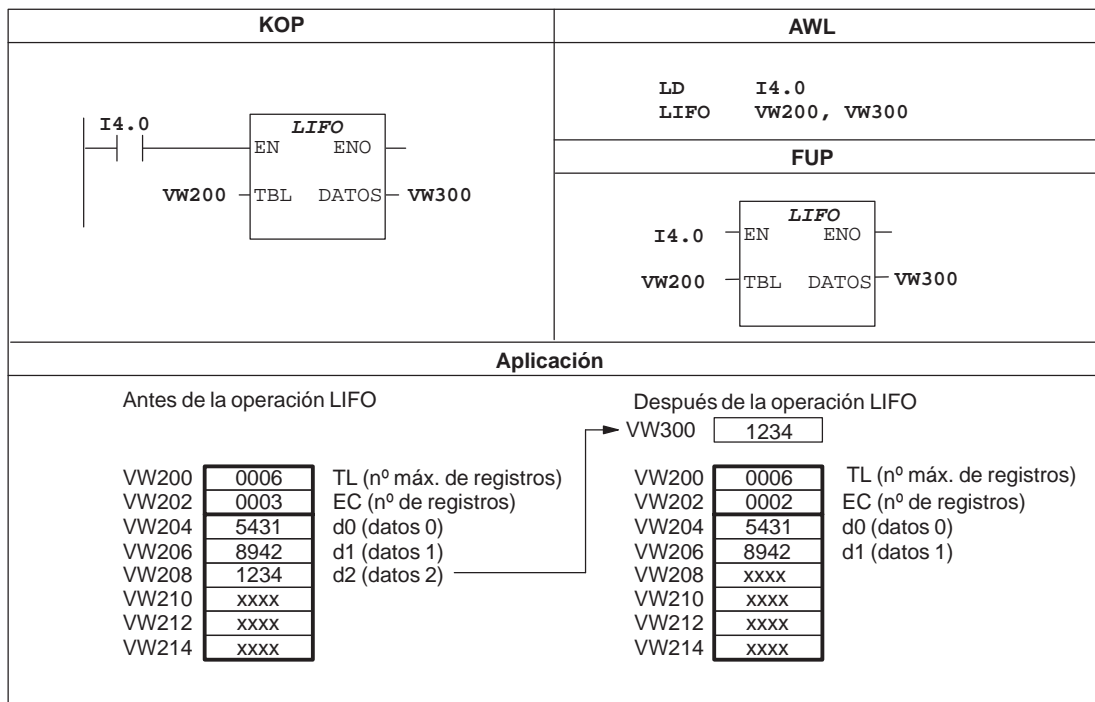 KOP
I4.0
LIFO
EN ENO
VW200 TBL DATOS VW300
AWL
LD I4.0
LIFO VW200, VW300
FUP
LIFO
I4.0 EN ENO
VW200 TBL DATOS VW300
Aplicación
Antes de la operación LIFO
VW200 0006 TL (nº máx. de registros)
VW202 0003 EC (nº de registros)
VW204 5431 d0 (datos 0)
VW206 8942 d1 (datos 1)
VW208 1234 d2 (datos 2)
VW210 xxxx
VW212 xxxx
VW214 xxxx
Después de la operación LIFO
VW300 1234
VW200 0006 TL (nº máx. de registros)
VW202 0002 EC (nº de registros)
VW204 5431 d0 (datos 0)
VW206 8942 d1 (datos 1)
VW208 xxxx
VW210 xxxx
VW212 xxxx
VW214 xxxx